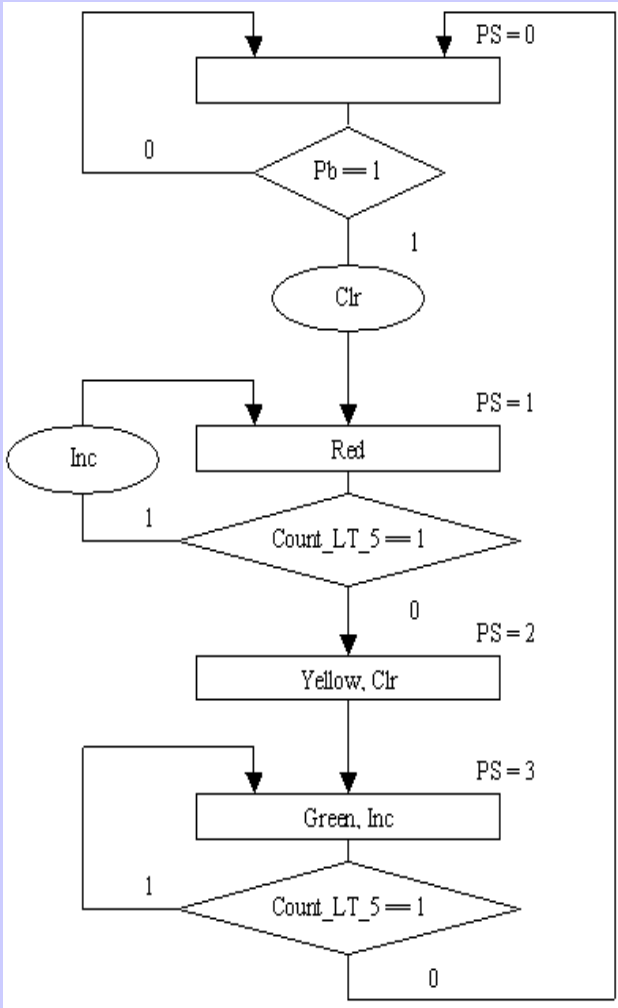 PS = 0
0
Pb == 1
1
Clr
PS = 1
Red
Inc
1
Count_LT_5 == 1
0
PS = 2
Yellow, Clr
PS = 3
Green, Inc
1
Count_LT_5 == 1
0